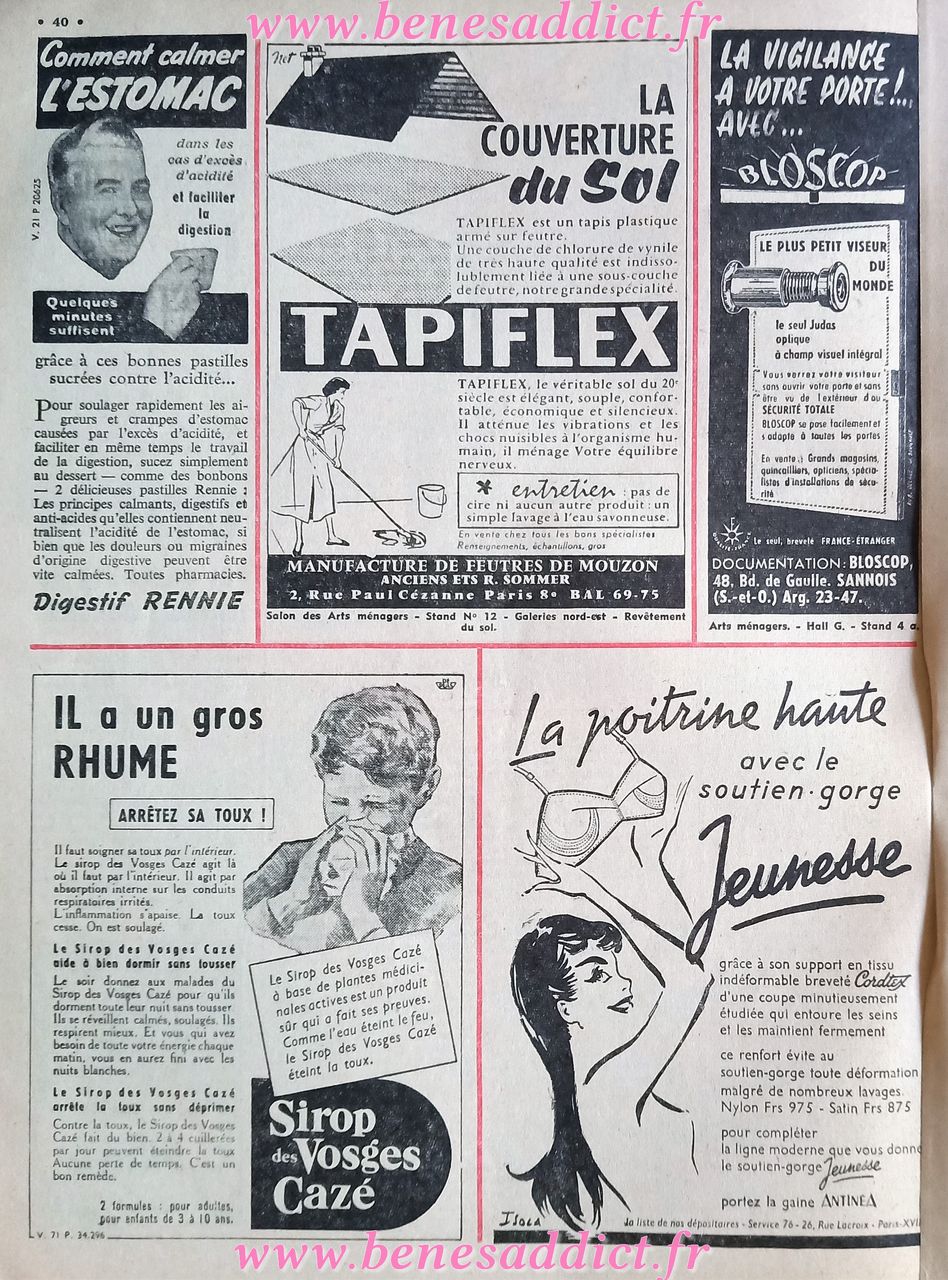 www.benesaddict.fr
• 40 •
Comment calmer
L'ESTOMAC
dans les
cas d'excès
d'acidité
et faciliter
la
digestion
V. 21 P 20625
Quelques
minutes
suffisent
grâce à ces bonnes pastilles
sucrées contre l'acidité...
Pour soulager rapidement les ai-
greurs et crampes d'estomac
causées par l'excès d'acidité, et
faciliter en même temps le travail
de la digestion, sucez simplement
au dessert — comme des bonbons
— 2 délicieuses pastilles Rennie :
Les principes calmants, digestifs et
anti-acides qu'elles contiennent neu-
tralisent l'acidité de l'estomac, si
bien que les douleurs ou migraines
d'origine digestive peuvent être
vite calmées. Toutes pharmacies.
Digestif RENNIE
LA
COUVERTURE
du Sol
TAPIFLEX est un tapis plastique
armé sur feutre.
Une couche de chlorure de vynile
de très haute qualité est indisso-
lublement liée à une sous-couche
de feutre, notre grande spécialité.
TAPIFLEX
TAPIFLEX, le véritable sol du 20e
siècle est élégant, souple, confor-
table, économique et silencieux.
Il atténue les vibrations et les
chocs nuisibles à l'organisme hu-
main, il ménage Votre équilibre
nerveux.
* entretien : pas de
cire ni aucun autre produit : un
simple lavage à l'eau savonneuse.
En vente chez tous les bons spécialistes
Renseignements, échantillons, gros
MANUFACTURE DE FEUTRES DE MOUZON
ANCIENS ETS R. SOMMER
2, Rue Paul Cézanne Paris 8e BAL 69-75
Salon des Arts ménagers - Stand No 12 - Galeries nord-est - Revêtement
du sol.
LA VIGILANCE
A VOTRE PORTE !..
AVEC...
BLOSCOP
LE PLUS PETIT VISEUR
DU
MONDE
le seul Judas
optique
à champ visuel intégral
Vous verrez votre visiteur
sans ouvrir votre porte et sans
être vu de l'extérieur d'ou
SÉCURITÉ TOTALE
BLOSCOP se pose facilement et
s'adapte à toutes les portes
En vente : Grands magasins,
quincailliers, opticiens, spécia-
listes d'installations de sécu-
rité
Le seul, breveté FRANCE-ÉTRANGER
DOCUMENTATION : BLOSCOP,
48, Bd. de Gaulle. SANNOIS
(S.-et-O.) Arg. 23-47.
Arts ménagers. - Hall G. - Stand 4 a.
IL a un gros
RHUME
ARRÊTEZ SA TOUX !
Il faut soigner sa toux par l'intérieur.
Le sirop des Vosges Cazé agit là
où il faut par l'intérieur. Il agit par
absorption interne sur les conduits
respiratoires irrités.
L'inflammation s'apaise. La toux
cesse. On est soulagé.
Le Sirop des Vosges Cazé
aide à bien dormir sans tousser
Le soir donnez aux malades du
Sirop des Vosges Cazé pour qu'ils
dorment toute leur nuit sans tousser.
Ils se réveillent calmés, soulagés. Ils
respirent mieux. Et vous qui avez
besoin de toute votre énergie chaque
matin, vous en aurez fini avec les
nuits blanches.
Le Sirop des Vosges Cazé
arrête la toux sans déprimer
Contre la toux, le Sirop des Vosges
Cazé fait du bien. 2 à 4 cuillerées
par jour peuvent éteindre la toux
Aucune perte de temps. C'est un
bon remède.
2 formules : pour adultes,
pour enfants de 3 à 10 ans.
V. 71 P. 34.296
Le Sirop des Vosges Cazé
à base de plantes médici-
nales actives est un produit
sûr qui a fait ses preuves.
Comme l'eau éteint le feu,
le Sirop des Vosges Cazé
éteint la toux.
Sirop
des Vosges
Cazé
La poitrine haute
avec le
soutien-gorge
Jeunesse
grâce à son support en tissu
indéformable breveté Cordtex
d'une coupe minutieusement
étudiée qui entoure les seins
et les maintient fermement
ce renfort évite au
soutien-gorge toute déformation
malgré de nombreux lavages.
Nylon Frs 975 - Satin Frs 875
pour compléter
la ligne moderne que vous donne
le soutien-gorge Jeunesse
portez la gaine ANTINÉA
Isola
la liste de nos dépositaires - Service 76 - 26, Rue Lacroix - Paris-XVII
www.benesaddict.fr